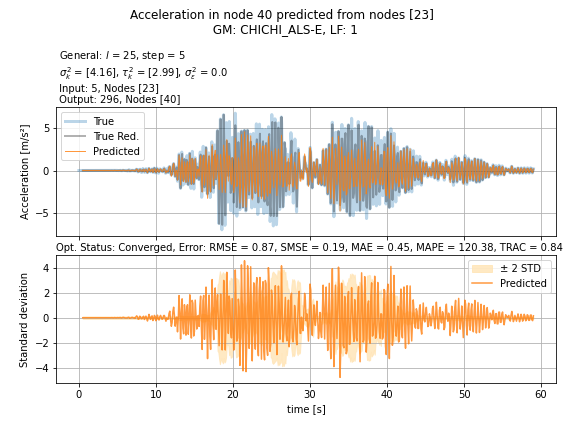 Acceleration in node 40 predicted from nodes [23]
GM: CHICHI_ALS-E, LF: 1
General: l = 25, step = 5
σ²ₖ = [4.16], τ²ₖ = [2.99], σ²ε = 0.0
Input: 5, Nodes [23]
Output: 296, Nodes [40]
True
True Red.
Predicted
5
0
−5
Acceleration [m/s²]
Opt. Status: Converged, Error: RMSE = 0.87, SMSE = 0.19, MAE = 0.45, MAPE = 120.38, TRAC = 0.84
± 2 STD
Predicted
4
2
0
−2
−4
Standard deviation
0 10 20 30 40 50 60
time [s]